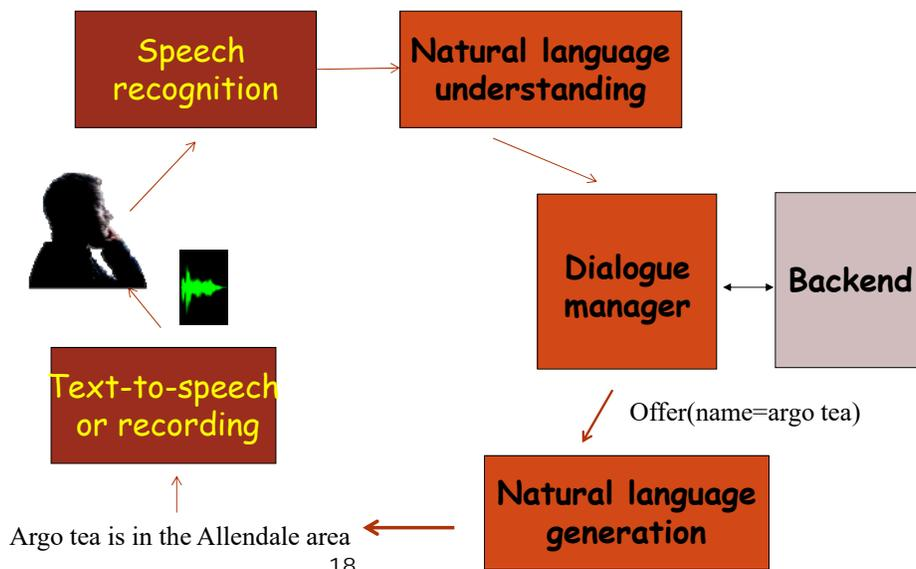 Speech
recognition
Natural language
understanding
Dialogue
manager
Backend
Offer(name=argo tea)
Natural language
generation
Argo tea is in the Allendale area
Text-to-speech
or recording
18